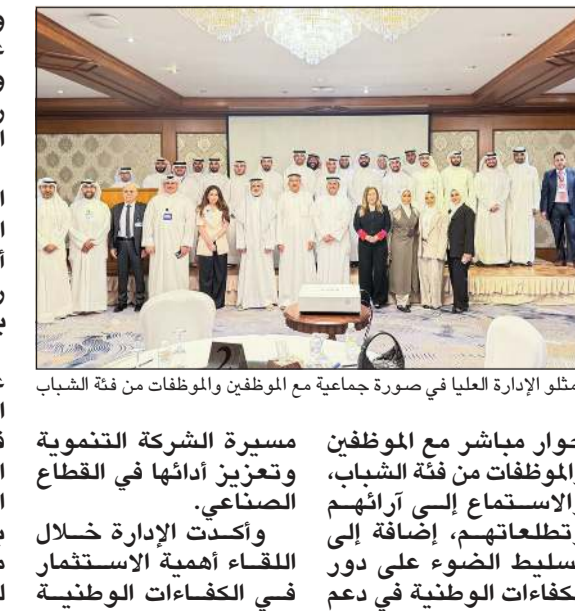 2
ممثلو الإدارة العليا في صورة جماعية مع الموظفين والموظفات من فئة الشباب
حوار مباشر مع الموظفين
والموظفات من فئة الشباب،
والاستماع إلى آرائهم
وتطلعاتهم، إضافة إلى
تسليط الضوء على دور
الكفاءات الوطنية في دعم
مسيرة الشركة التنموية
وتعزيز أدائها في القطاع
الصناعي.
وأكدت الإدارة خلال
اللقاء أهمية الاستثمار
في الكفاءات الوطنية